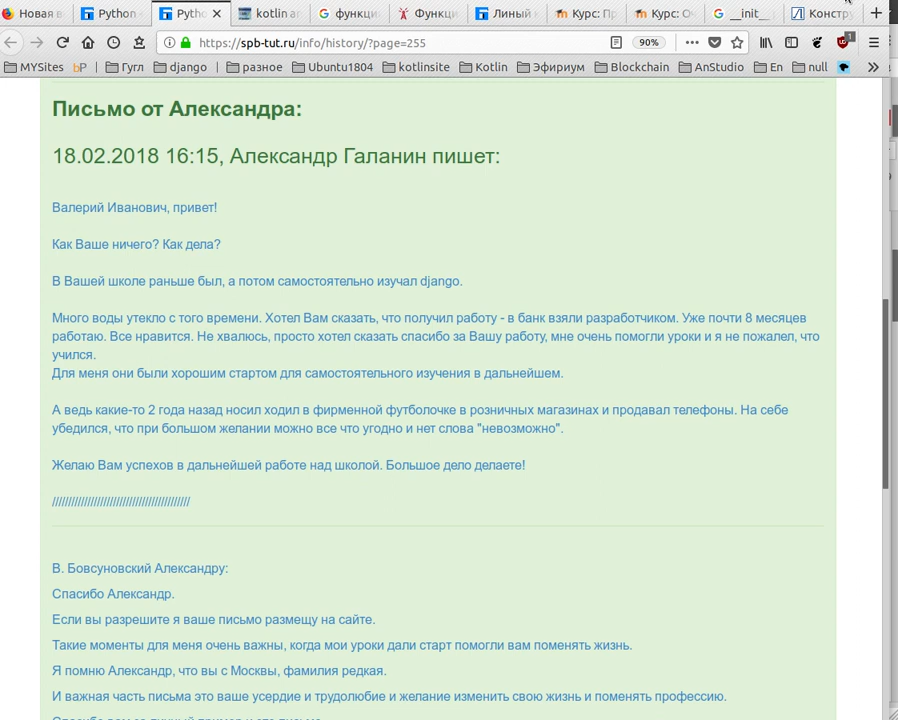 Новая в
Python
Pytho
kotlin ar
функци
Функци
Линый к
Курс: Пр
Курс: Оч
__init__
Констру
https://spb-tut.ru/info/history/?page=255
90%
1
MYSites
bP
Гугл
django
разное
Ubuntu1804
kotlinsite
Kotlin
Эфириум
Blockchain
AnStudio
En
null
Письмо от Александра:
18.02.2018 16:15, Александр Галанин пишет:
Валерий Иванович, привет!
Как Ваше ничего? Как дела?
В Вашей школе раньше был, а потом самостоятельно изучал django.
Много воды утекло с того времени. Хотел Вам сказать, что получил работу - в банк взяли разработчиком. Уже почти 8 месяцев
работаю. Все нравится. Не хвалюсь, просто хотел сказать спасибо за Вашу работу, мне очень помогли уроки и я не пожалел, что
учился.
Для меня они были хорошим стартом для самостоятельного изучения в дальнейшем.
А ведь какие-то 2 года назад носил ходил в фирменной футболочке в розничных магазинах и продавал телефоны. На себе
убедился, что при большом желании можно все что угодно и нет слова "невозможно".
Желаю Вам успехов в дальнейшей работе над школой. Большое дело делаете!
//////////////////////////////////////////
В. Бовсуновский Александру:
Спасибо Александр.
Если вы разрешите я ваше письмо размещу на сайте.
Такие моменты для меня очень важны, когда мои уроки дали старт помогли вам поменять жизнь.
Я помню Александр, что вы с Москвы, фамилия редкая.
И важная часть письма это ваше усердие и трудолюбие и желание изменить свою жизнь и поменять профессию.